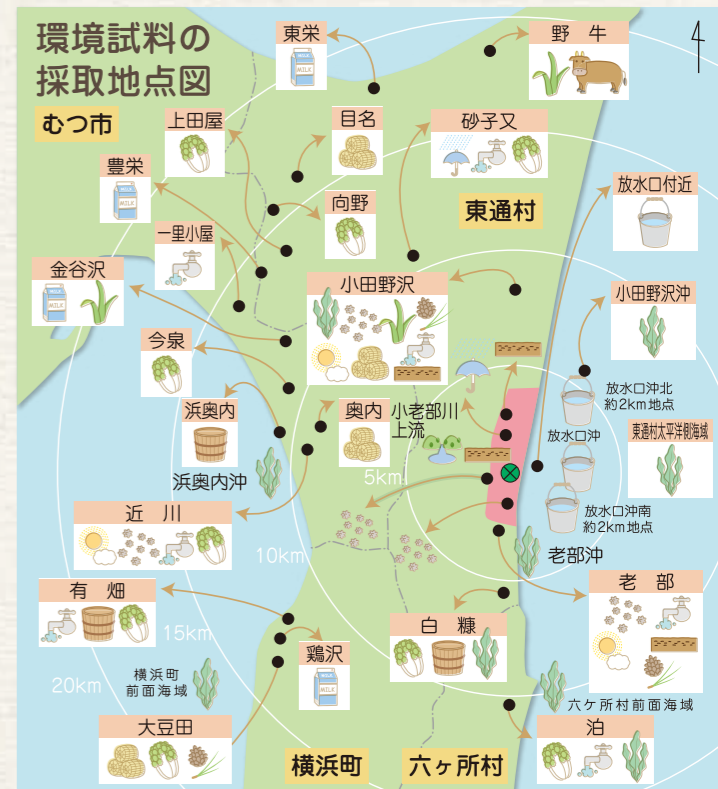 環境試料の
採取地点図
東栄
MILK
野牛
むつ市
上田屋
目名
砂子又
豊栄
MILK
向野
東通村
放水口付近
一里小屋
金谷沢
MILK
小田野沢
小田野沢沖
今泉
浜奥内
奥内
小老部川
上流
放水口沖北
約2km地点
放水口沖
東通村太平洋側海域
5km
浜奥内沖
放水口沖南
約2km地点
近川
10km
老部沖
有畑
老部
15km
白糠
鶏沢
MILK
横浜町
前面海域
20km
六ケ所村前面海域
大豆田
泊
横浜町
六ヶ所村